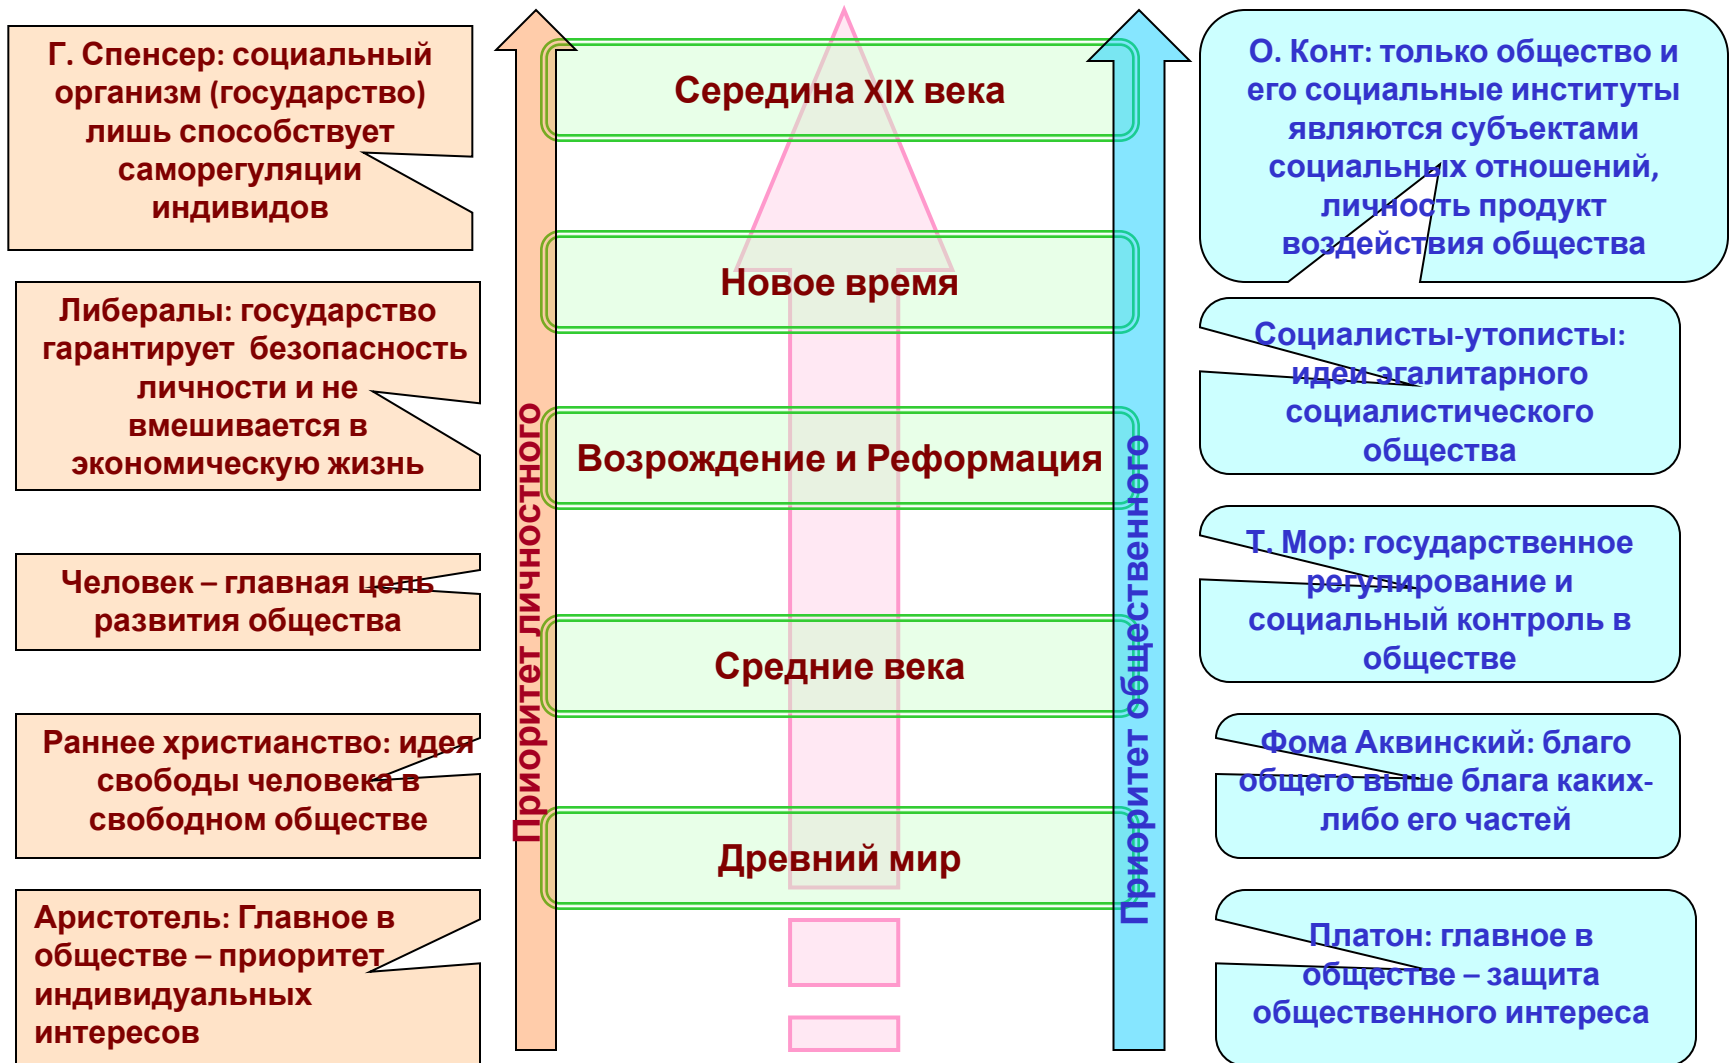 Г. Спенсер: социальный
организм (государство)
лишь способствует
саморегуляции
индивидов
Либералы: государство
гарантирует безопасность
личности и не
вмешивается в
экономическую жизнь
Человек – главная цель
развития общества
Раннее христианство: идея
свободы человека в
свободном обществе
Аристотель: Главное в
обществе – приоритет
индивидуальных
интересов
Приоритет личностного
Середина XIX века
Новое время
Возрождение и Реформация
Средние века
Древний мир
Приоритет общественного
О. Конт: только общество и
его социальные институты
являются субъектами
социальных отношений,
личность продукт
воздействия общества
Социалисты-утописты:
идеи эгалитарного
социалистического
общества
Т. Мор: государственное
регулирование и
социальный контроль в
обществе
Фома Аквинский: благо
общего выше блага каких-
либо его частей
Платон: главное в
обществе – защита
общественного интереса